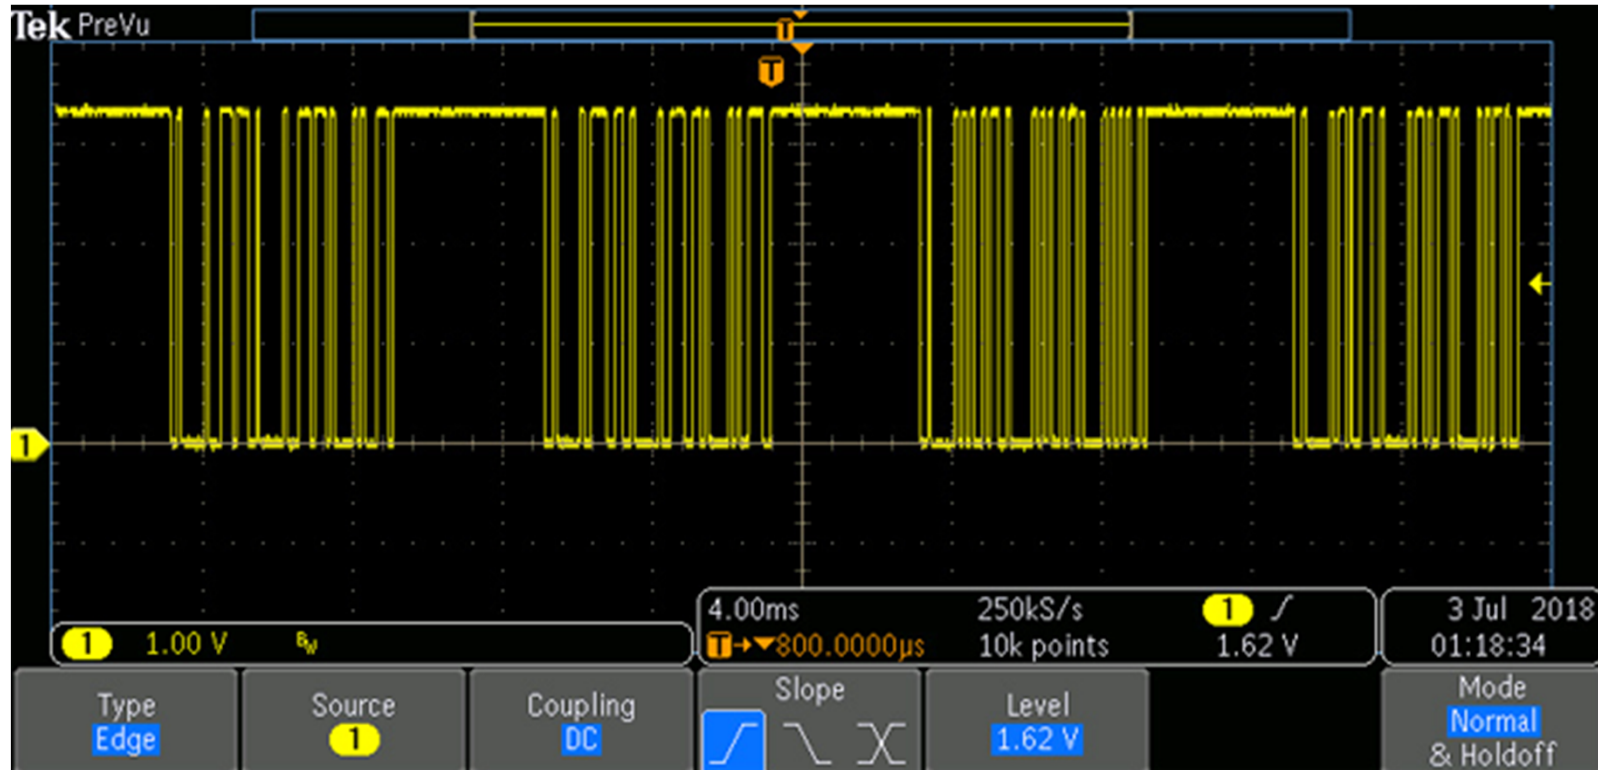 Tek PreVu
T
T
1
4.00ms 250kS/s 1
T→▼800.0000µs 10k points 1.62 V
1 1.00 V BW
3 Jul 2018
01:18:34
Type
Edge
Source
1
Coupling
DC
Slope
Level
1.62 V
Mode
Normal
& Holdoff